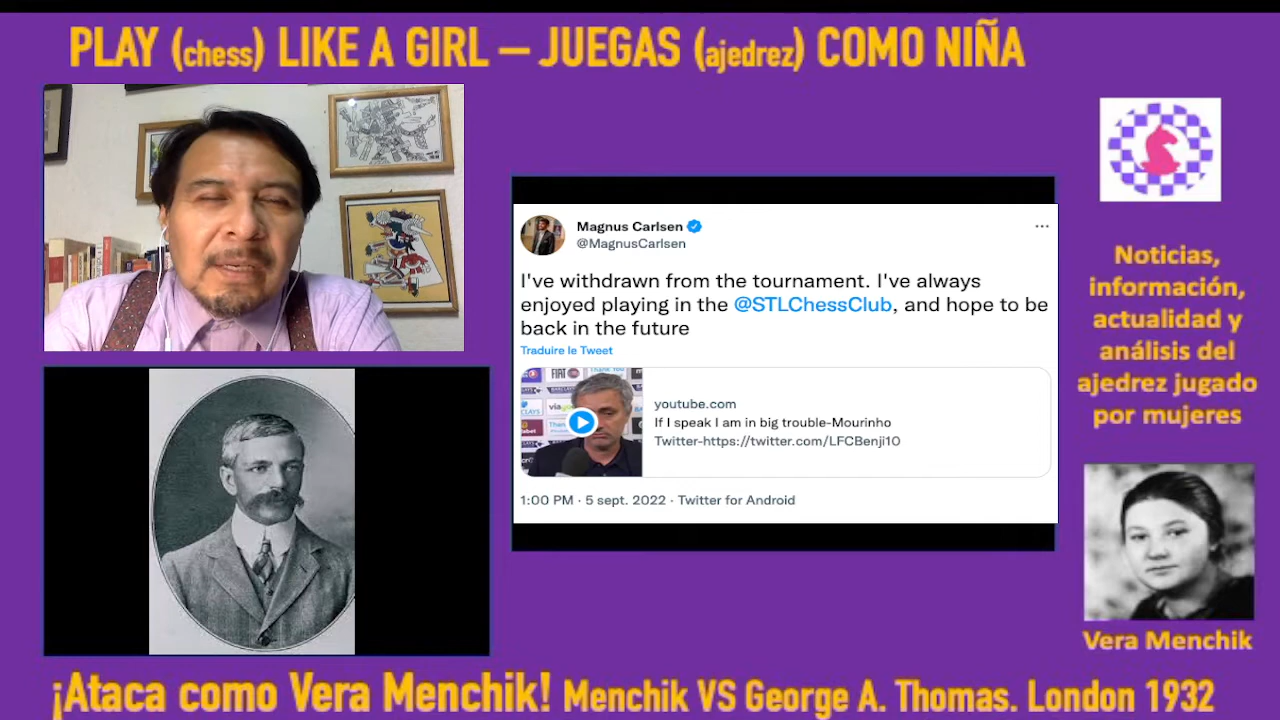 PLAY (chess) LIKE A GIRL – JUEGAS (ajedrez) COMO NIÑA
Magnus Carlsen
@MagnusCarlsen
I've withdrawn from the tournament. I've always
enjoyed playing in the @STLChessClub, and hope to be
back in the future
Traduire le Tweet
FIAT
viag
youtube.com
If I speak I am in big trouble-Mourinho
Twitter-https://twitter.com/LFCBenji10
1:00 PM · 5 sept. 2022 · Twitter for Android
Noticias,
información,
actualidad y
análisis del
ajedrez jugado
por mujeres
Vera Menchik
¡Ataca como Vera Menchik! Menchik VS George A. Thomas. London 1932